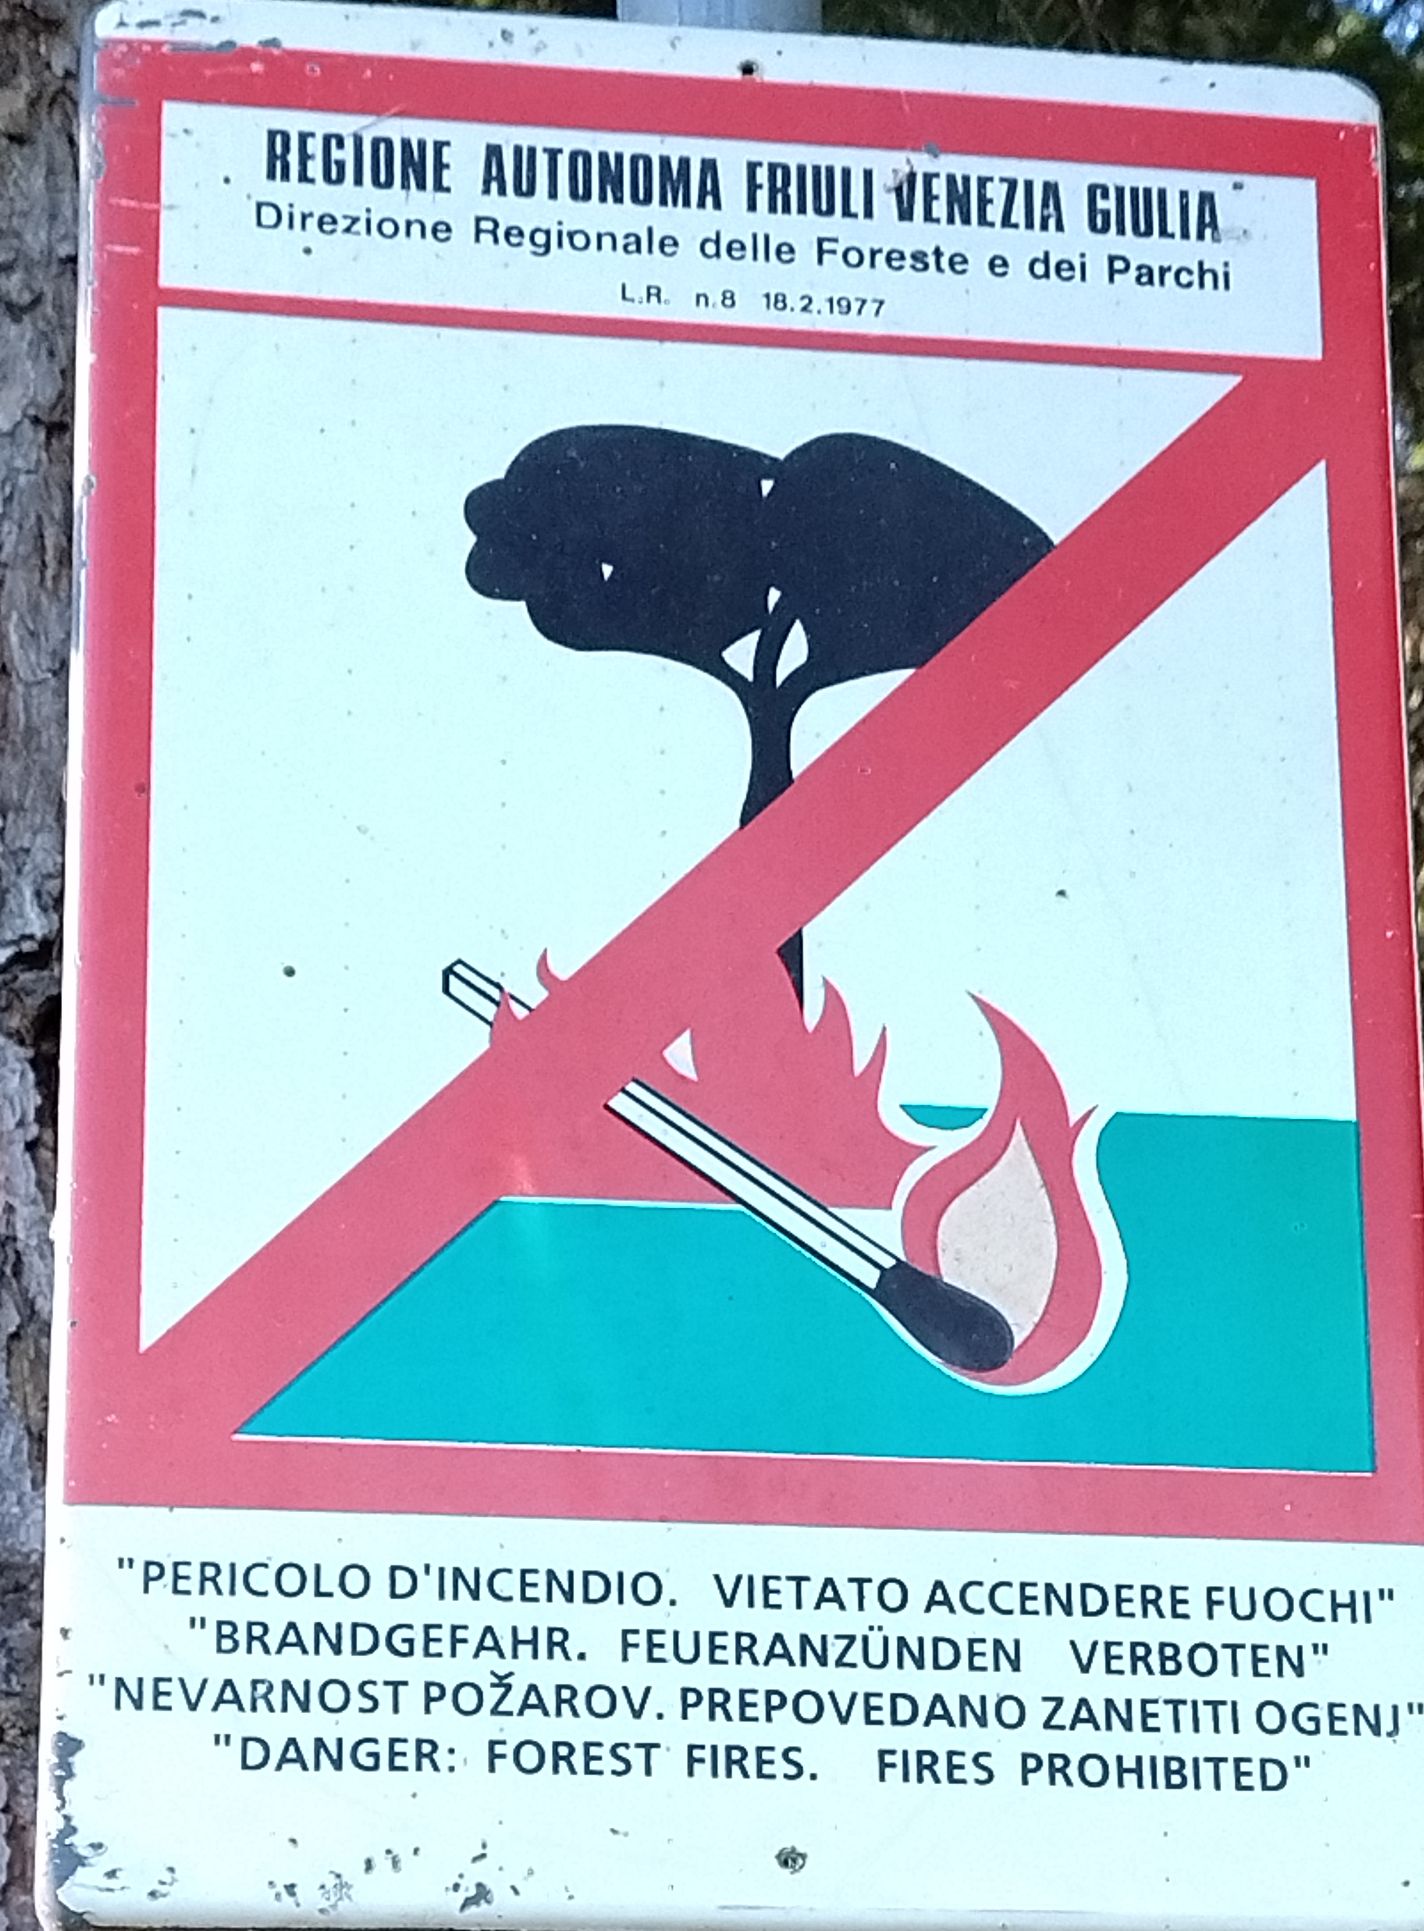 REGIONE AUTONOMA FRIULI VENEZIA GIULIA
Direzione Regionale delle Foreste e dei Parchi
L.R. n.8 18.2.1977
"PERICOLO D'INCENDIO. VIETATO ACCENDERE FUOCHI"
"BRANDGEFAHR. FEUERANZÜNDEN VERBOTEN"
"NEVARNOST POŽAROV. PREPOVEDANO ZANETITI OGENJ"
"DANGER: FOREST FIRES. FIRES PROHIBITED"